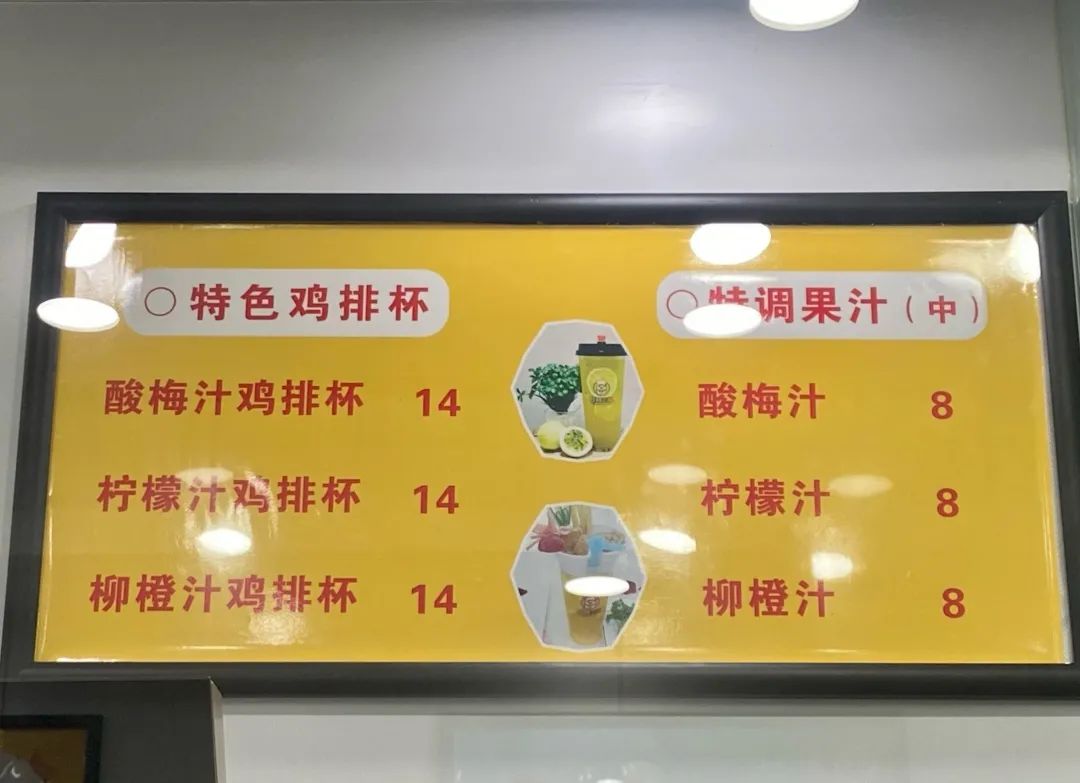 ○ 特色鸡排杯
酸梅汁鸡排杯 14
柠檬汁鸡排杯 14
柳橙汁鸡排杯 14
○ 特调果汁（中）
酸梅汁 8
柠檬汁 8
柳橙汁 8